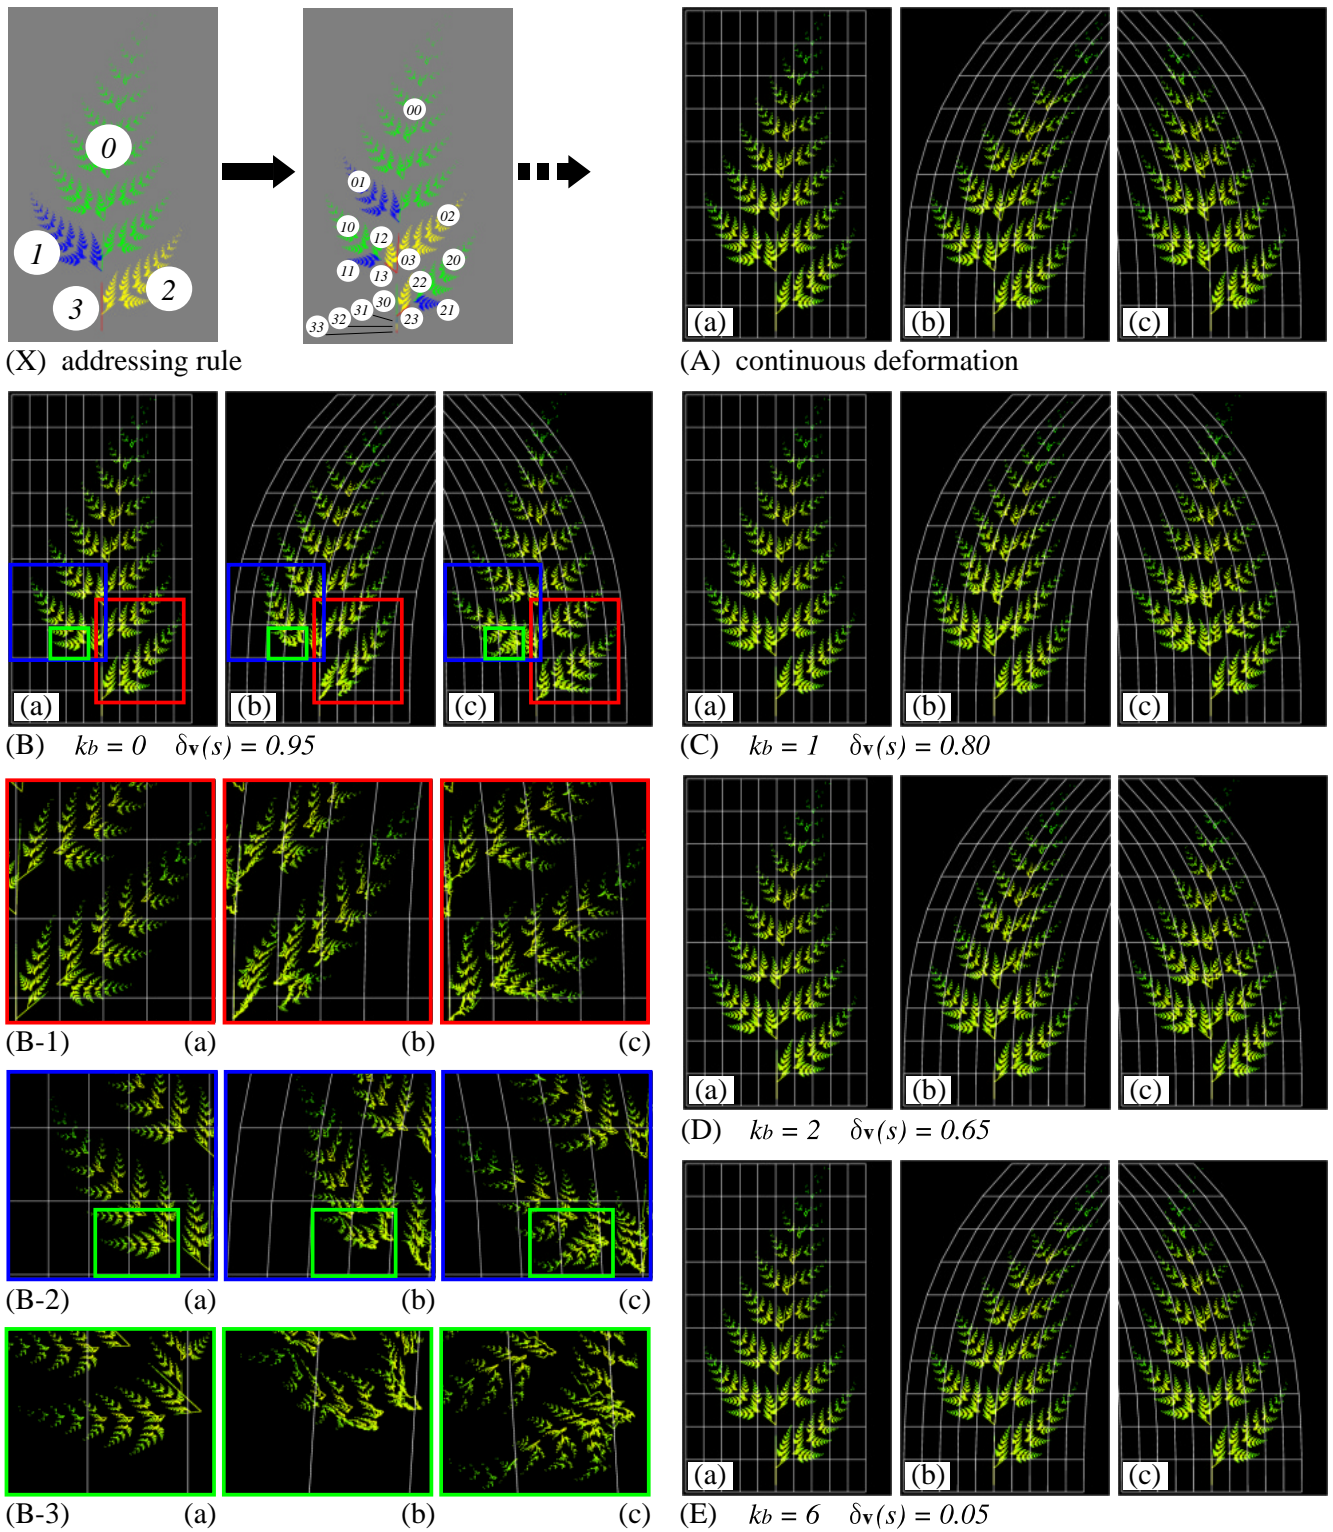 0
1
2
3
00
01
02
10
12
03
20
11
13
22
30
31
32
33
23
21
(X) addressing rule
(a)
(b)
(c)
(A) continuous deformation
(a)
(b)
(c)
(B) kb = 0 δv(s) = 0.95
(a)
(b)
(c)
(C) kb = 1 δv(s) = 0.80
(B-1) (a) (b) (c)
(a)
(b)
(c)
(D) kb = 2 δv(s) = 0.65
(B-2) (a) (b) (c)
(a)
(b)
(c)
(B-3) (a) (b) (c)
(E) kb = 6 δv(s) = 0.05